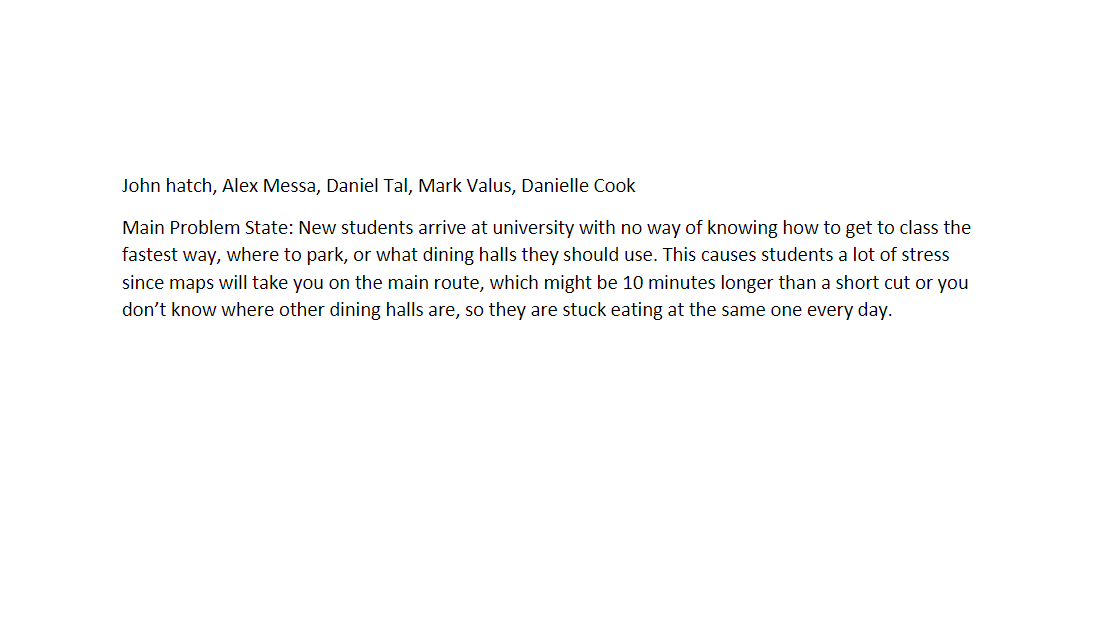 John hatch, Alex Messa, Daniel Tal, Mark Valus, Danielle Cook
Main Problem State: New students arrive at university with no way of knowing how to get to class the
fastest way, where to park, or what dining halls they should use. This causes students a lot of stress
since maps will take you on the main route, which might be 10 minutes longer than a short cut or you
don’t know where other dining halls are, so they are stuck eating at the same one every day.